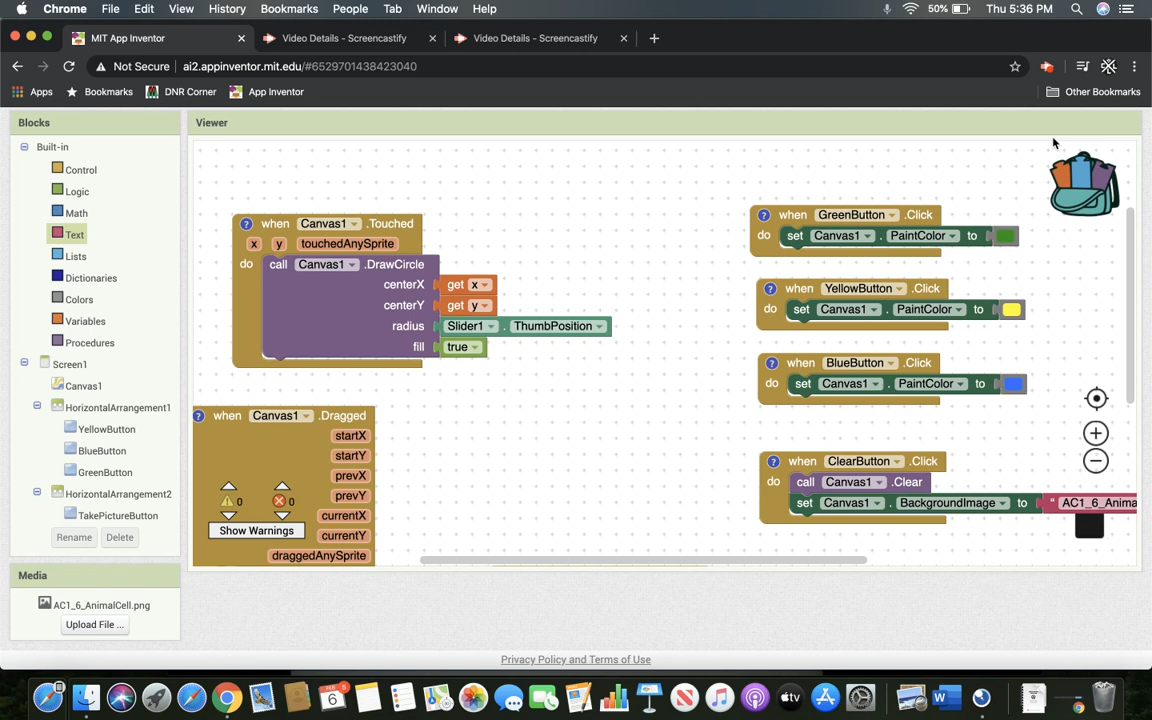 Chrome File Edit View History Bookmarks People Tab Window Help 50% Thu 5:36 PM
MIT App Inventor Video Details - Screencastify Video Details - Screencastify
Not Secure ai2.appinventor.mit.edu/#6529701438423040
Apps Bookmarks DNR Corner App Inventor Other Bookmarks
Blocks
Built-in
Control
Logic
Math
Text
Lists
Dictionaries
Colors
Variables
Procedures
Screen1
Canvas1
HorizontalArrangement1
YellowButton
BlueButton
GreenButton
HorizontalArrangement2
TakePictureButton
Rename Delete
Media
AC1_6_AnimalCell.png
Upload File ...
Viewer
when Canvas1 .Touched
x y touchedAnySprite
do call Canvas1 .DrawCircle
centerX get x
centerY get y
radius Slider1 . ThumbPosition
fill true
when Canvas1 .Dragged
startX
startY
prevX
prevY
currentX
currentY
draggedAnySprite
0 0
Show Warnings
when GreenButton .Click
do set Canvas1 . PaintColor to
when YellowButton .Click
do set Canvas1 . PaintColor to
when BlueButton .Click
do set Canvas1 . PaintColor to
when ClearButton .Click
do call Canvas1 .Clear
set Canvas1 . BackgroundImage to " AC1_6_Anima
Privacy Policy and Terms of Use
FEB
6
tv